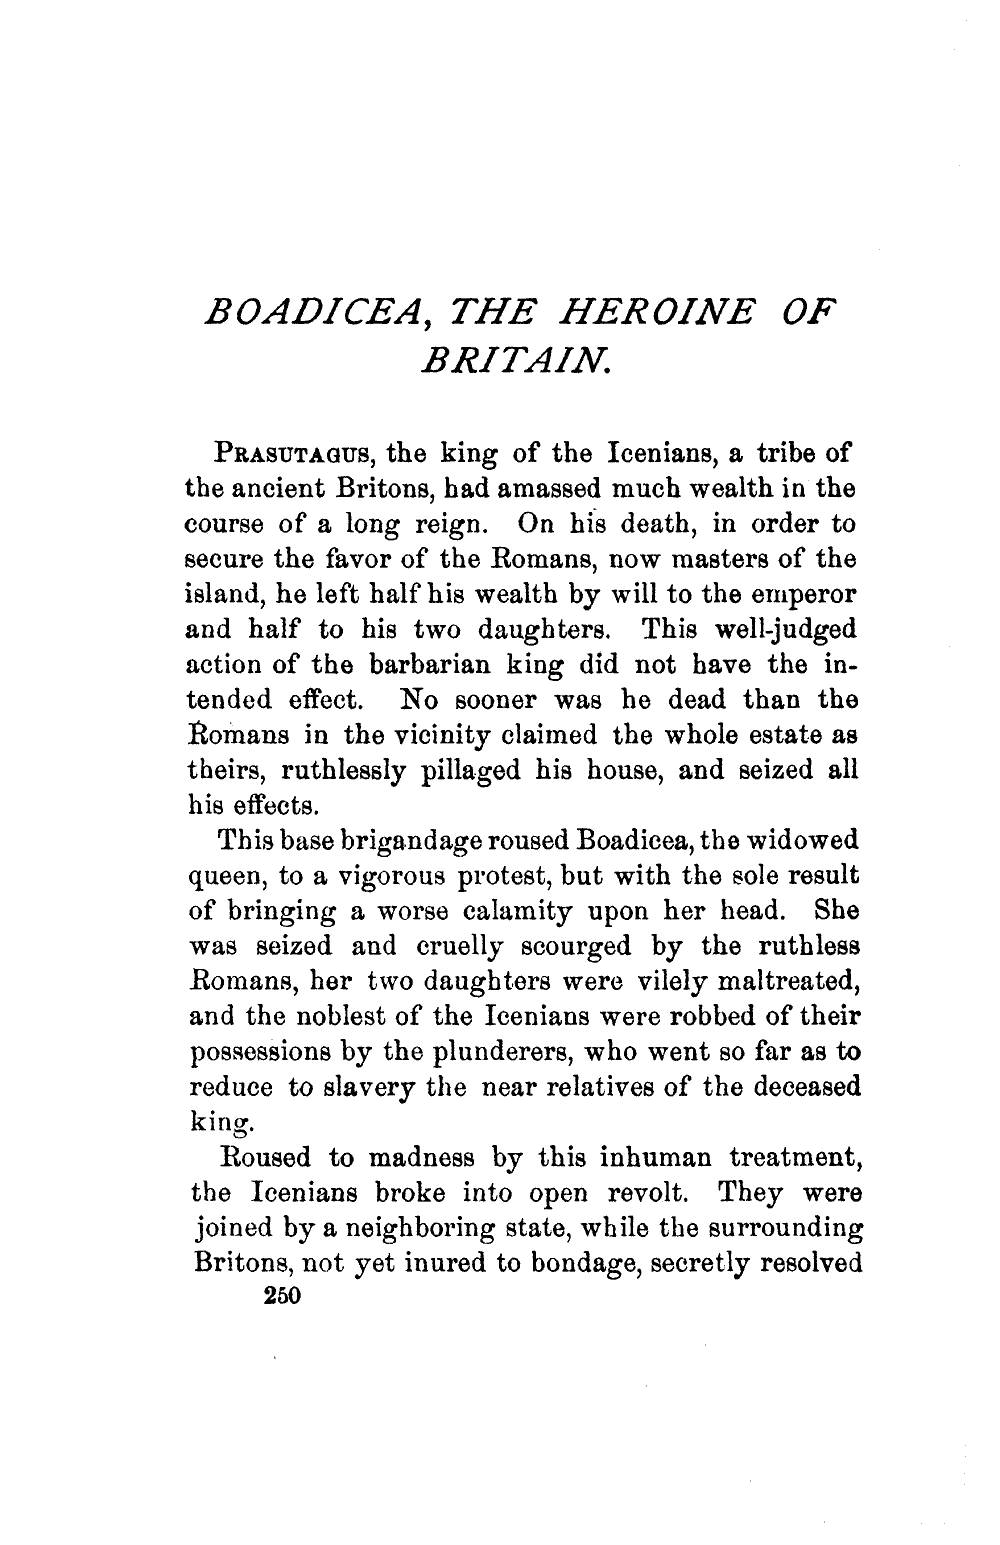 BOADICEA, THE HEROINE OF
BRITAIN.
PRASUTAGUS, the king of the Icenians, a tribe of
the ancient Britons, had amassed much wealth in the
course of a long reign. On his death, in order to
secure the favor of the Romans, now masters of the
island, he left half his wealth by will to the emperor
and half to his two daughters. This well-judged
action of the barbarian king did not have the in-
tended effect. No sooner was he dead than the
Romans in the vicinity claimed the whole estate as
theirs, ruthlessly pillaged his house, and seized all
his effects.
This base brigandage roused Boadicea, the widowed
queen, to a vigorous protest, but with the sole result
of bringing a worse calamity upon her head. She
was seized and cruelly scourged by the ruthless
Romans, her two daughters were vilely maltreated,
and the noblest of the Icenians were robbed of their
possessions by the plunderers, who went so far as to
reduce to slavery the near relatives of the deceased
king.
Roused to madness by this inhuman treatment,
the Icenians broke into open revolt. They were
joined by a neighboring state, while the surrounding
Britons, not yet inured to bondage, secretly resolved
250